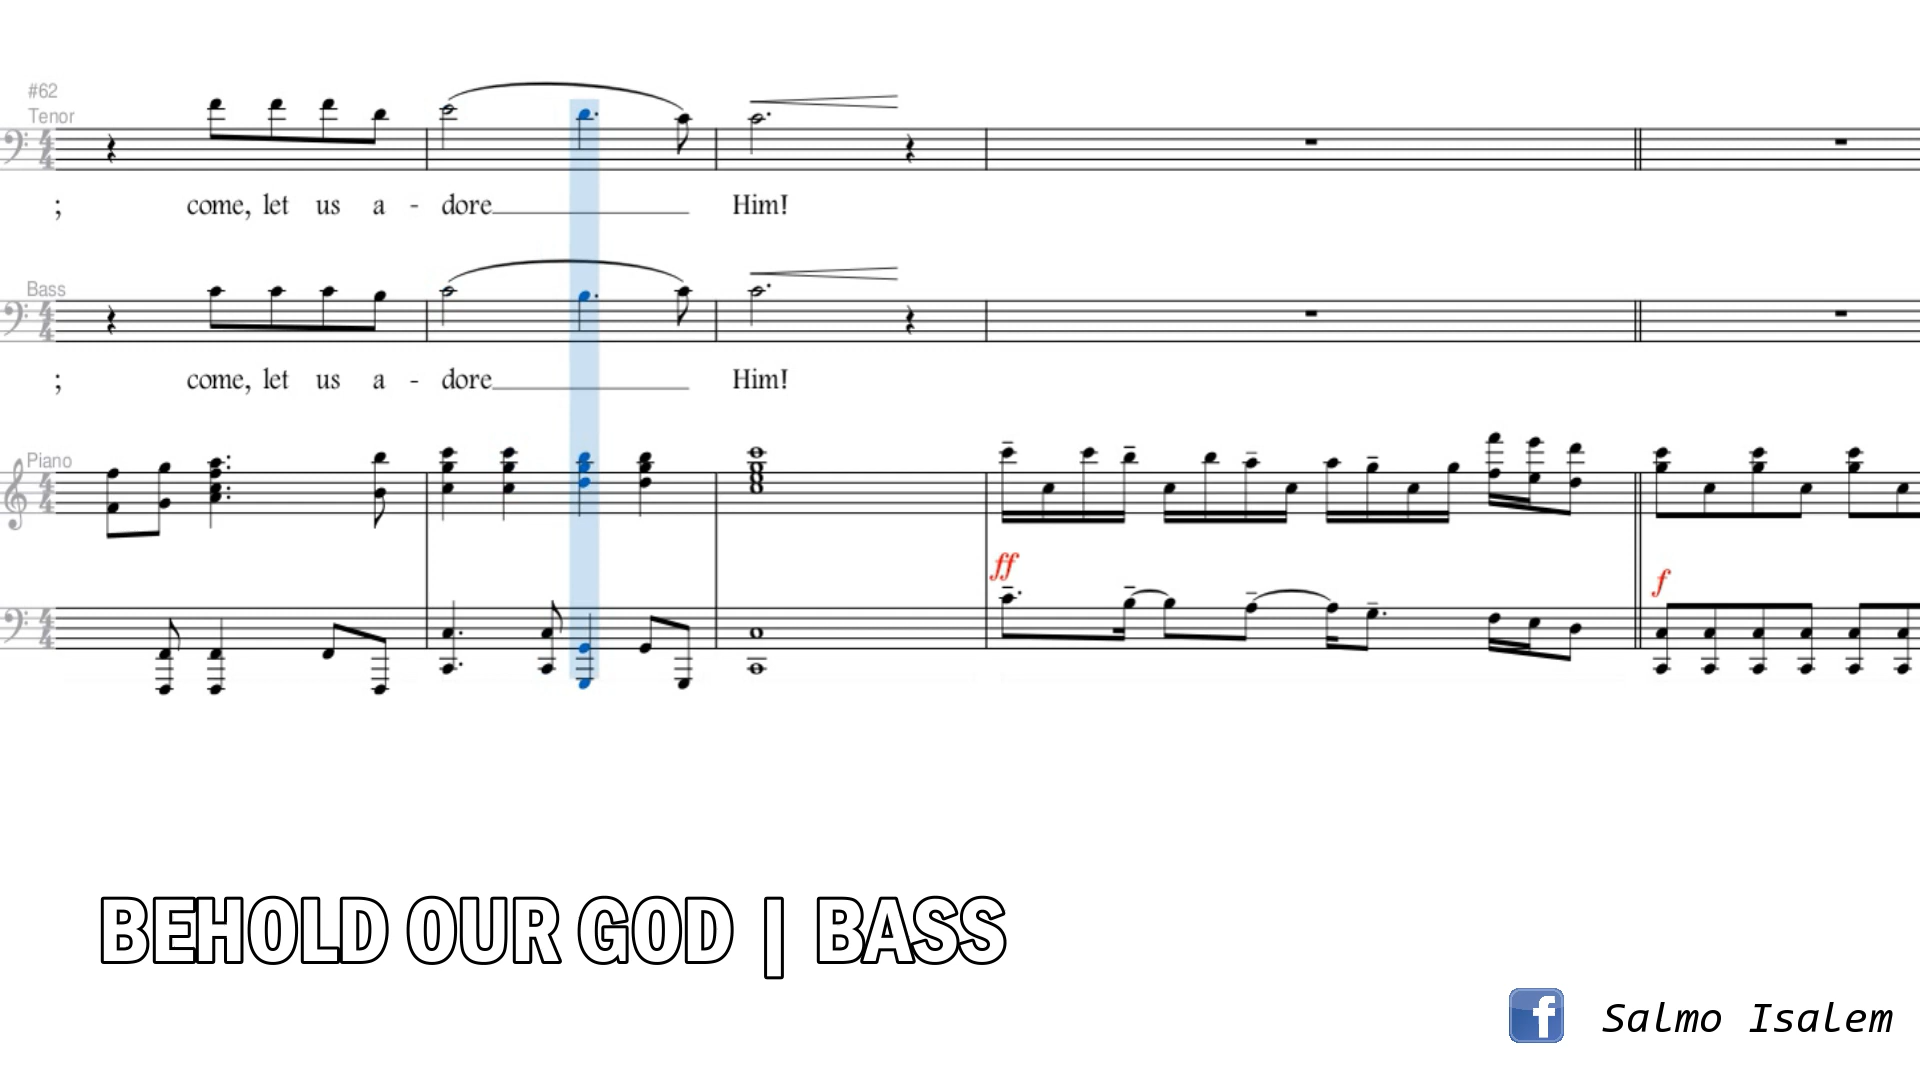 #62
Tenor
; come, let us a - dore Him!
Bass
; come, let us a - dore Him!
Piano
ff
f
BEHOLD OUR GOD | BASS
f Salmo Isalem